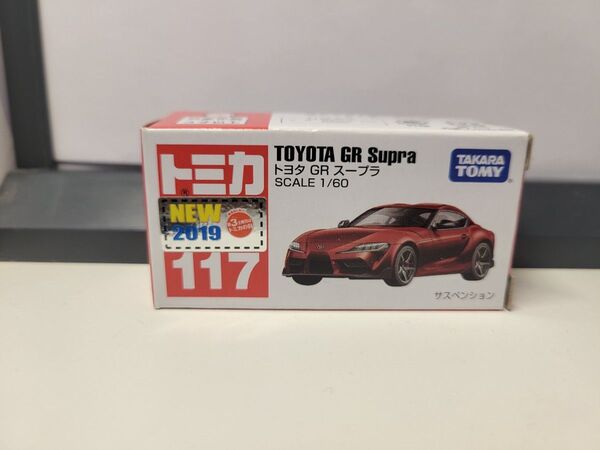 トミカ
®
NEW
2019
117
TOYOTA GR Supra
トヨタ GR スープラ
SCALE 1/60
TAKARA
TOMY
サスペンション